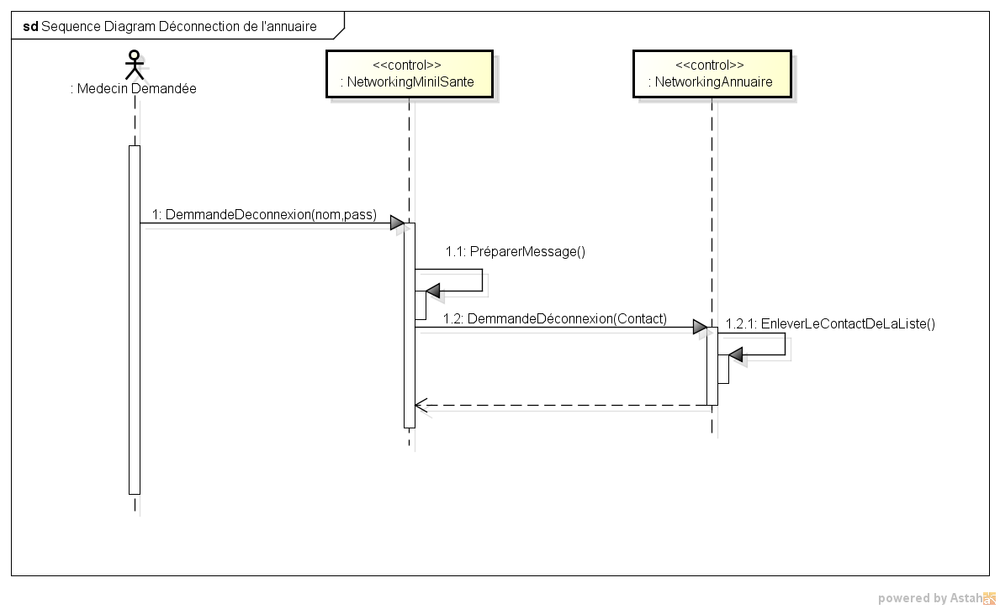 sd Sequence Diagram Déconnection de l'annuaire
: Medecin Demandée
<<control>>
: NetworkingMinilSante
<<control>>
: NetworkingAnnuaire
1: DemmandeDeconnexion(nom,pass)
1.1: PréparerMessage()
1.2: DemmandeDéconnexion(Contact)
1.2.1: EnleverLeContactDeLaListe()
powered by Astah